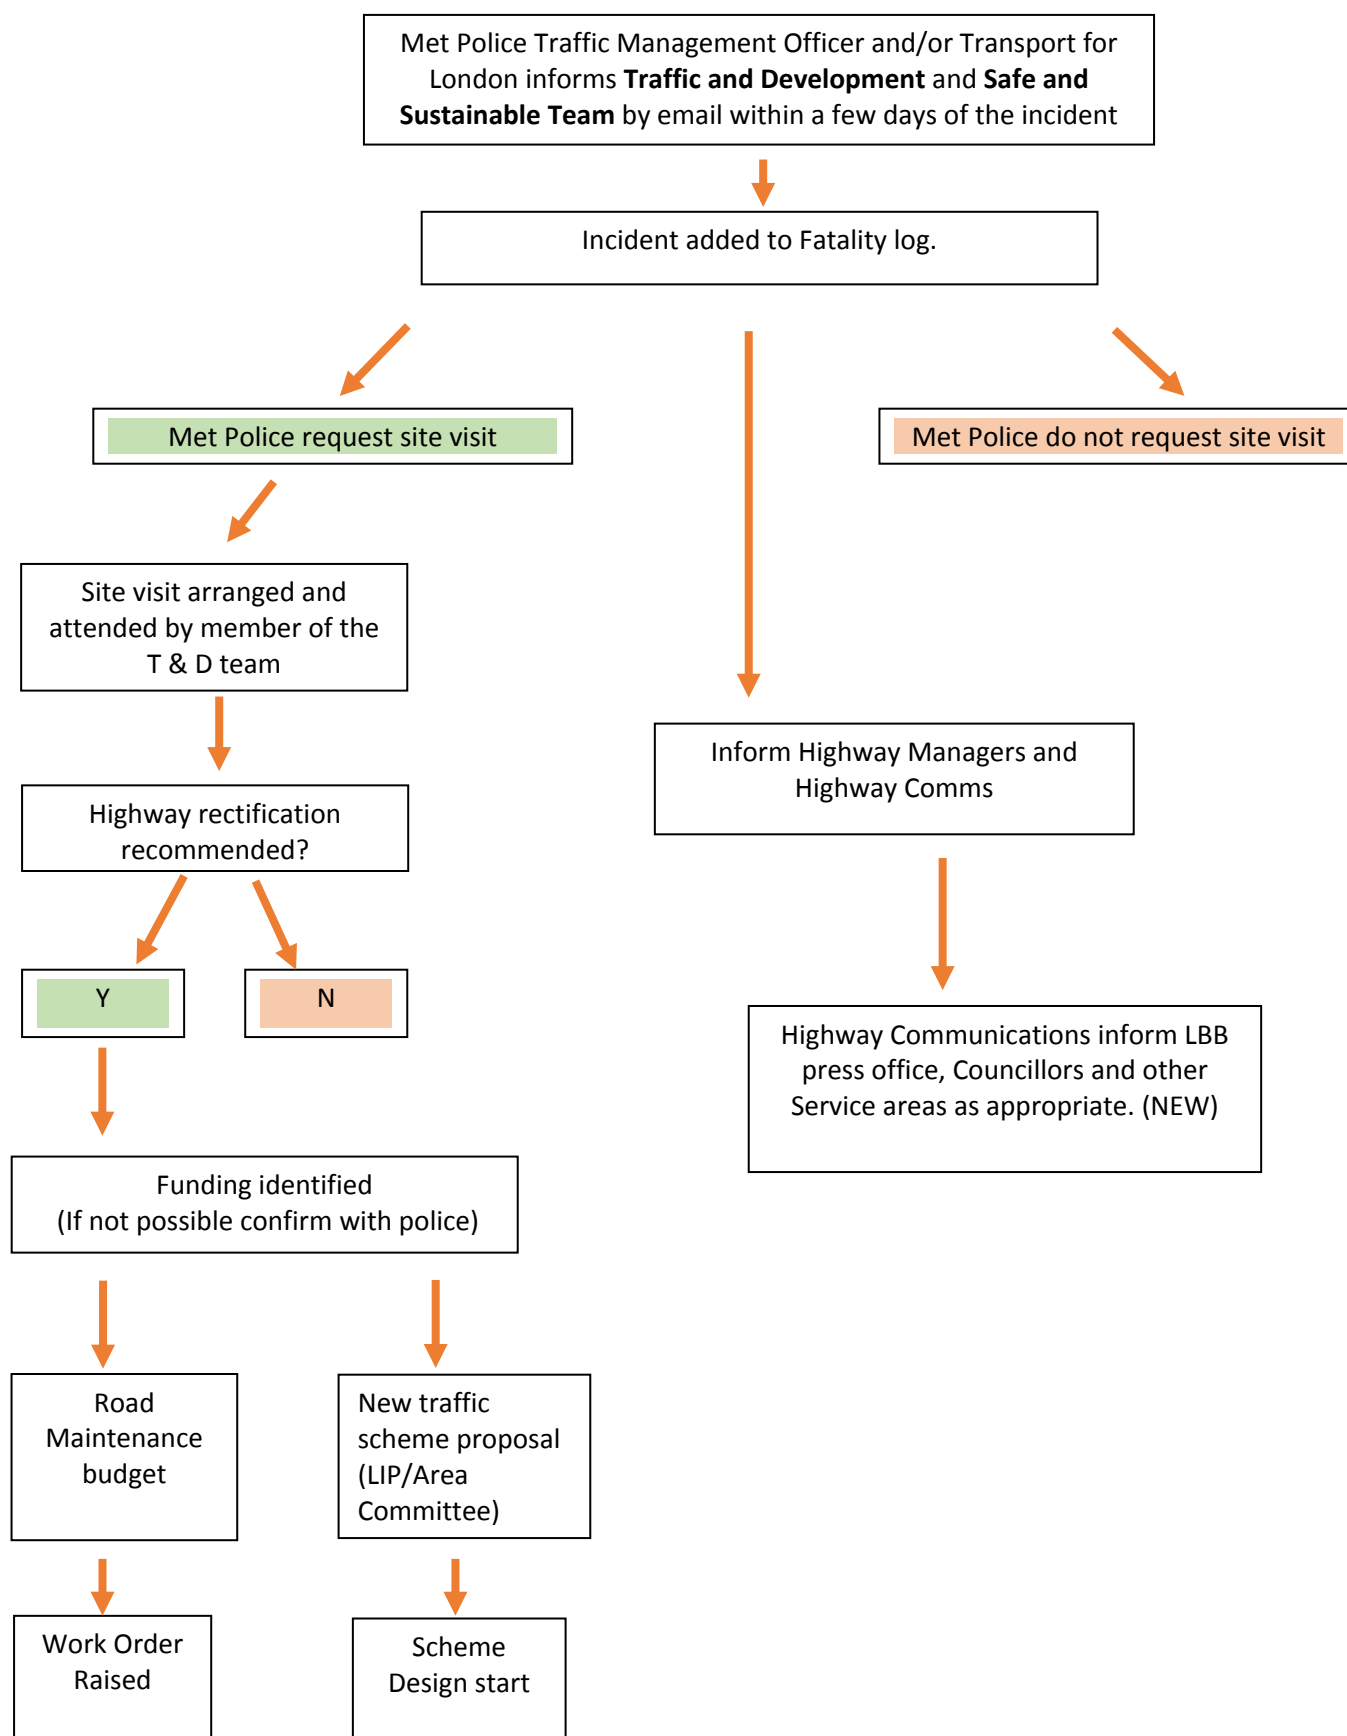 Met Police Traffic Management Officer and/or Transport for
London informs Traffic and Development and Safe and
Sustainable Team by email within a few days of the incident
Incident added to Fatality log.
Met Police request site visit
Met Police do not request site visit
Site visit arranged and
attended by member of the
T & D team
Inform Highway Managers and
Highway Comms
Highway rectification
recommended?
Y
N
Highway Communications inform LBB
press office, Councillors and other
Service areas as appropriate. (NEW)
Funding identified
(If not possible confirm with police)
Road
Maintenance
budget
New traffic
scheme proposal
(LIP/Area
Committee)
Work Order
Raised
Scheme
Design start